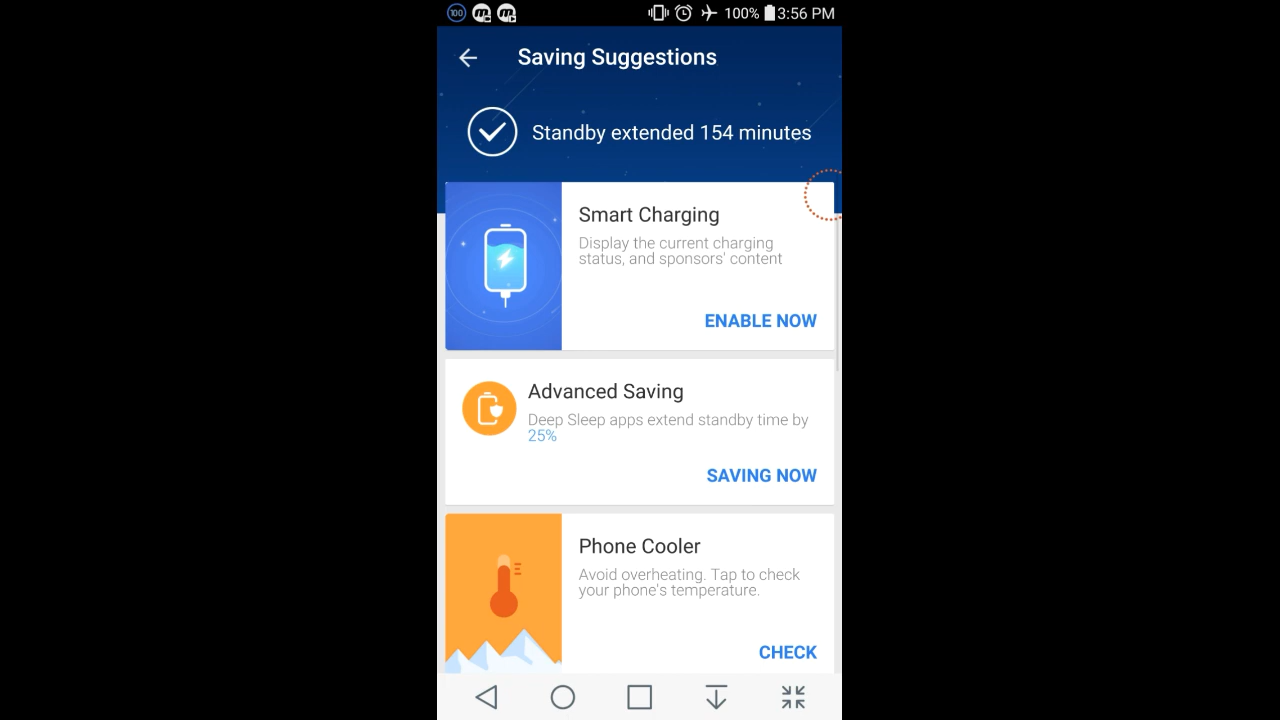 100 100% 3:56 PM
Saving Suggestions
Standby extended 154 minutes
Smart Charging
Display the current charging
status, and sponsors' content
ENABLE NOW
Advanced Saving
Deep Sleep apps extend standby time by
25%
SAVING NOW
Phone Cooler
Avoid overheating. Tap to check
your phone's temperature.
CHECK